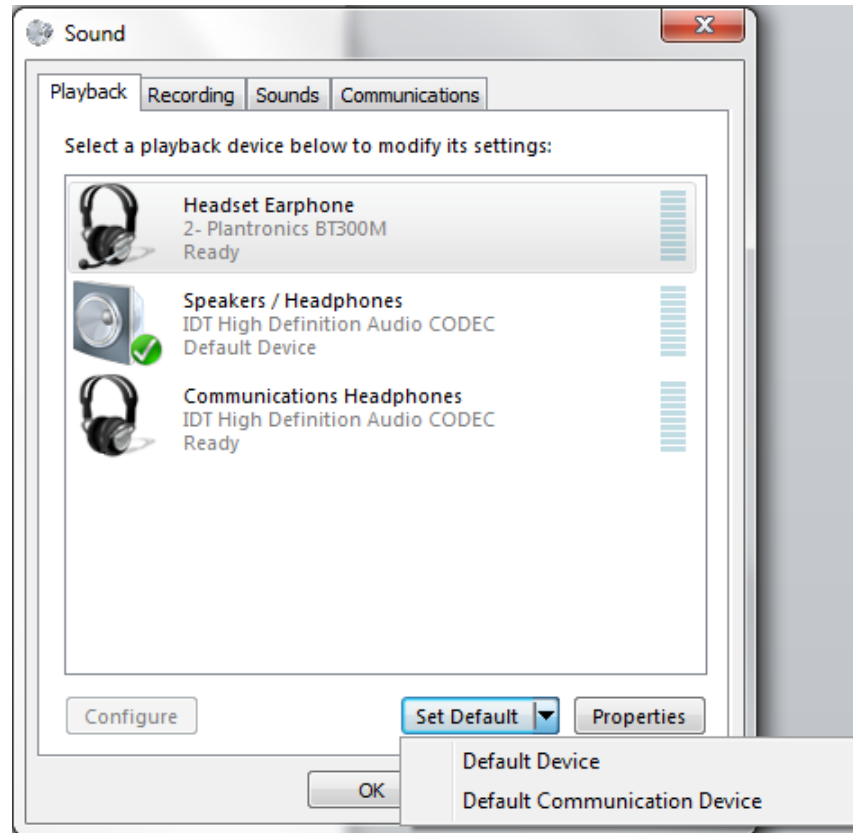 Sound
Playback Recording Sounds Communications
Select a playback device below to modify its settings:
Headset Earphone
2- Plantronics BT300M
Ready
Speakers / Headphones
IDT High Definition Audio CODEC
Default Device
Communications Headphones
IDT High Definition Audio CODEC
Ready
Configure Set Default Properties
Default Device
OK
Default Communication Device